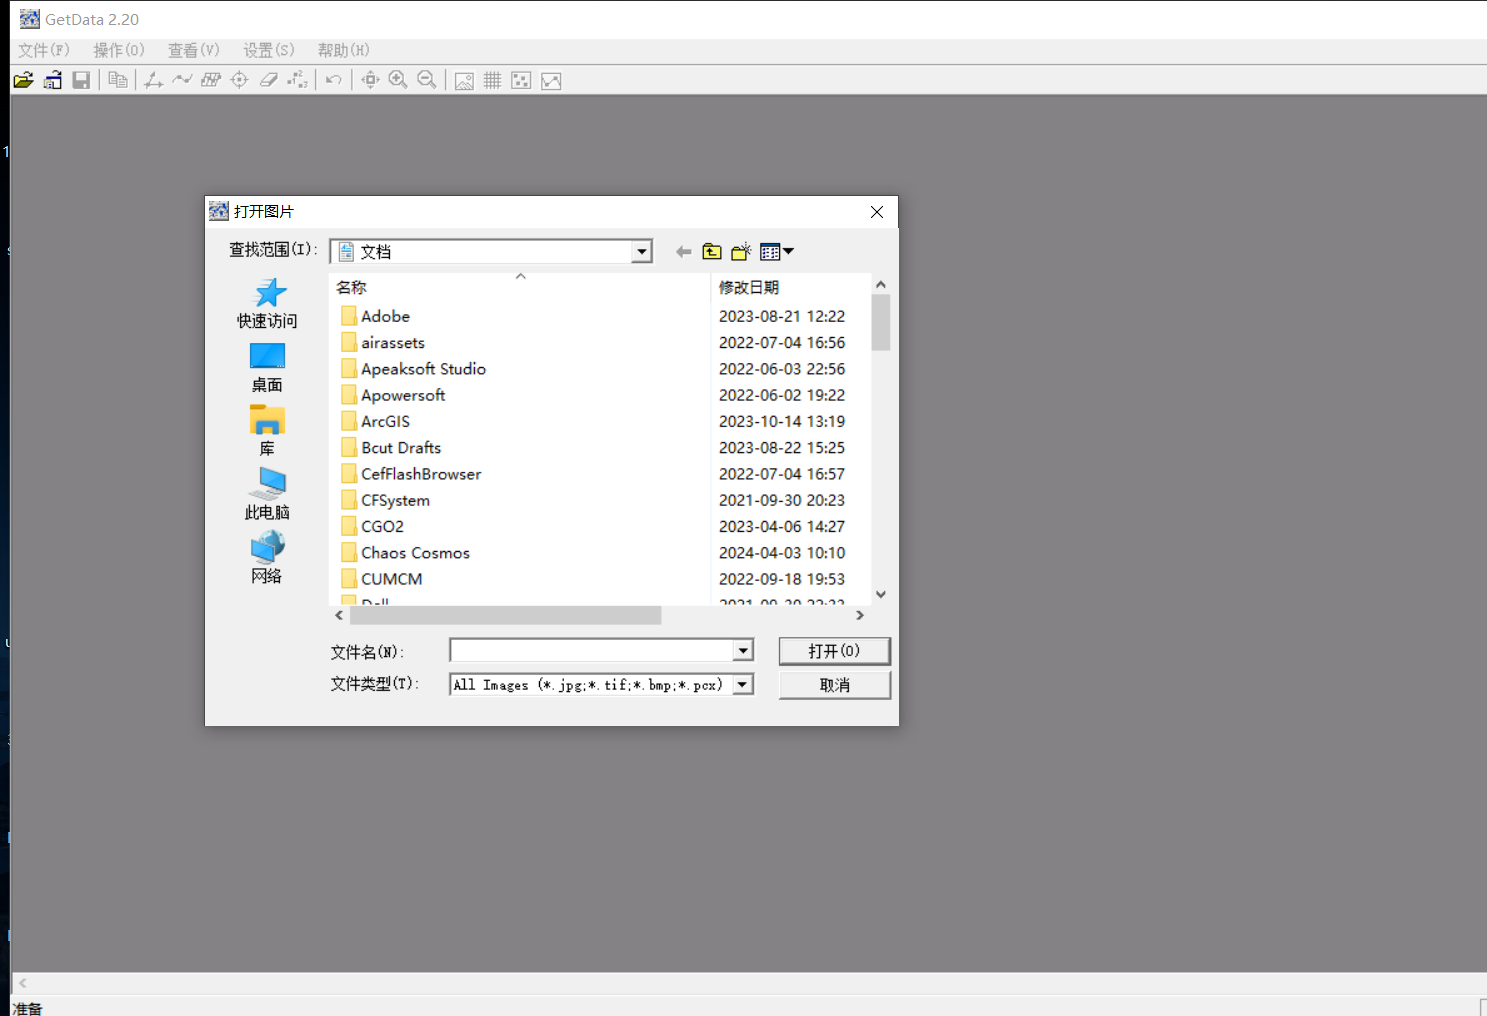 GetData 2.20
文件(F) 操作(O) 查看(V) 设置(S) 帮助(H)
打开图片
查找范围(I): 文档
名称 修改日期
快速访问
桌面
库
此电脑
网络
Adobe 2023-08-21 12:22
airassets 2022-07-04 16:56
Apeaksoft Studio 2022-06-03 22:56
Apowersoft 2022-06-02 19:22
ArcGIS 2023-10-14 13:19
Bcut Drafts 2023-08-22 15:25
CefFlashBrowser 2022-07-04 16:57
CFSystem 2021-09-30 20:23
CGO2 2023-04-06 14:27
Chaos Cosmos 2024-04-03 10:10
CUMCM 2022-09-18 19:53
文件名(N): 打开(O)
文件类型(T): All Images (*.jpg;*.tif;*.bmp;*.pcx) 取消
准备